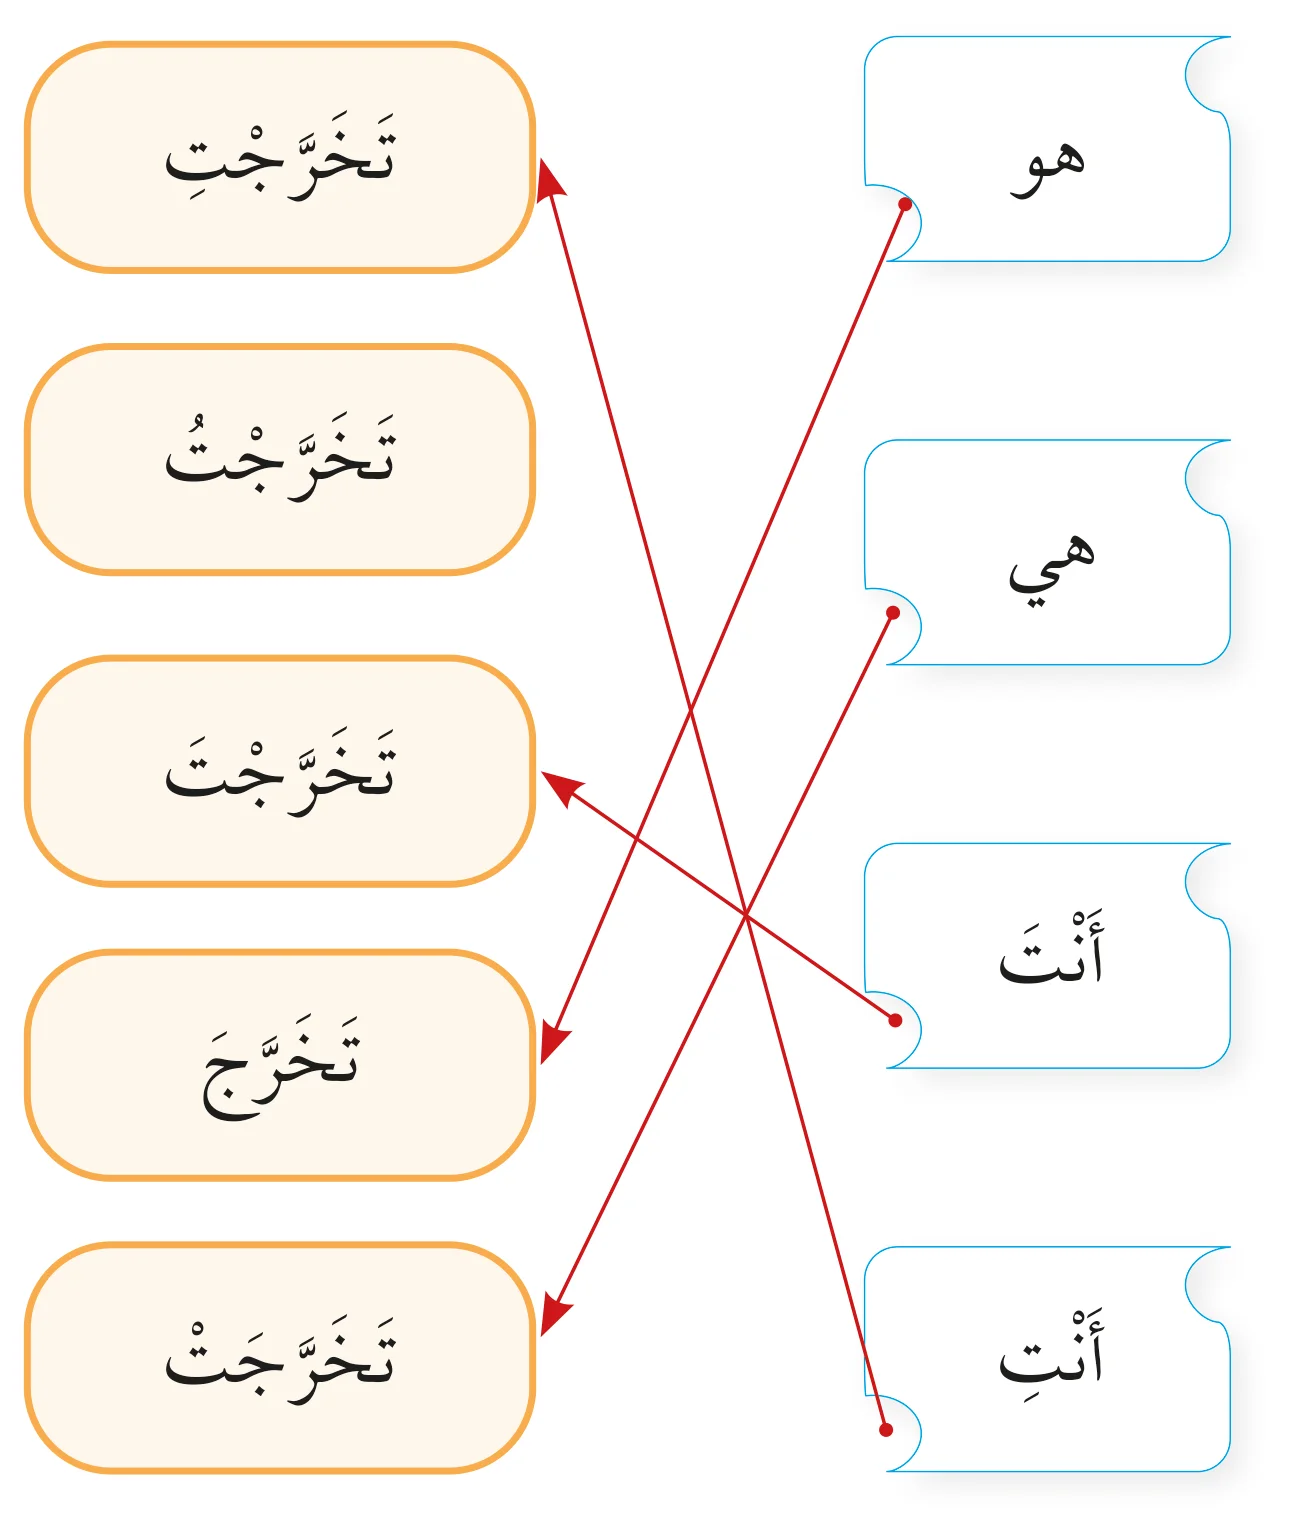 هو
هي
أَنْتَ
أَنْتِ
تَخَرَّجْتِ
تَخَرَّجْتُ
تَخَرَّجْتَ
تَخَرَّجَ
تَخَرَّجَتْ